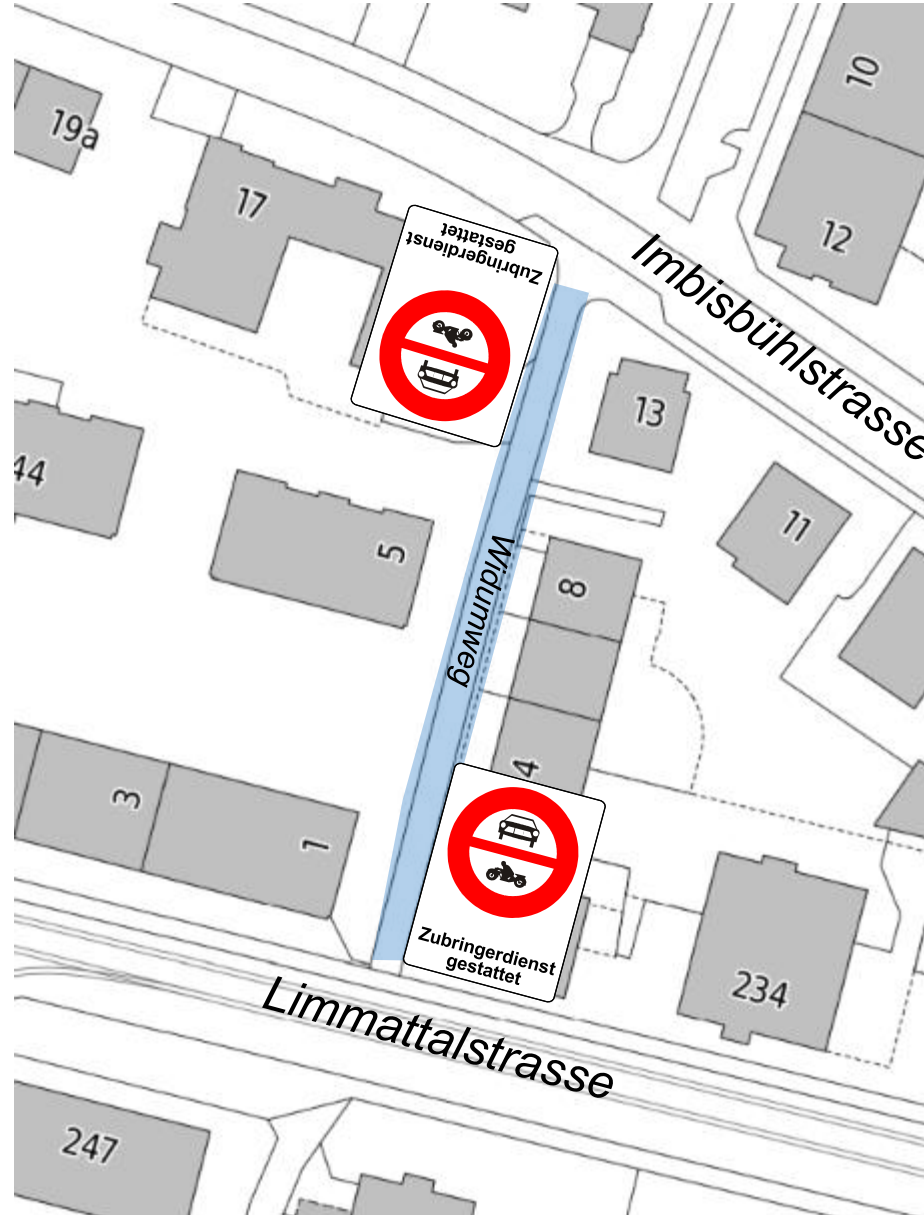 10
19a
17
12
Zubringerdienst
gestattet
Imbisbühlstrasse
13
44
11
5
8
Widumweg
4
3
1
Zubringerdienst
gestattet
234
Limmattalstrasse
247